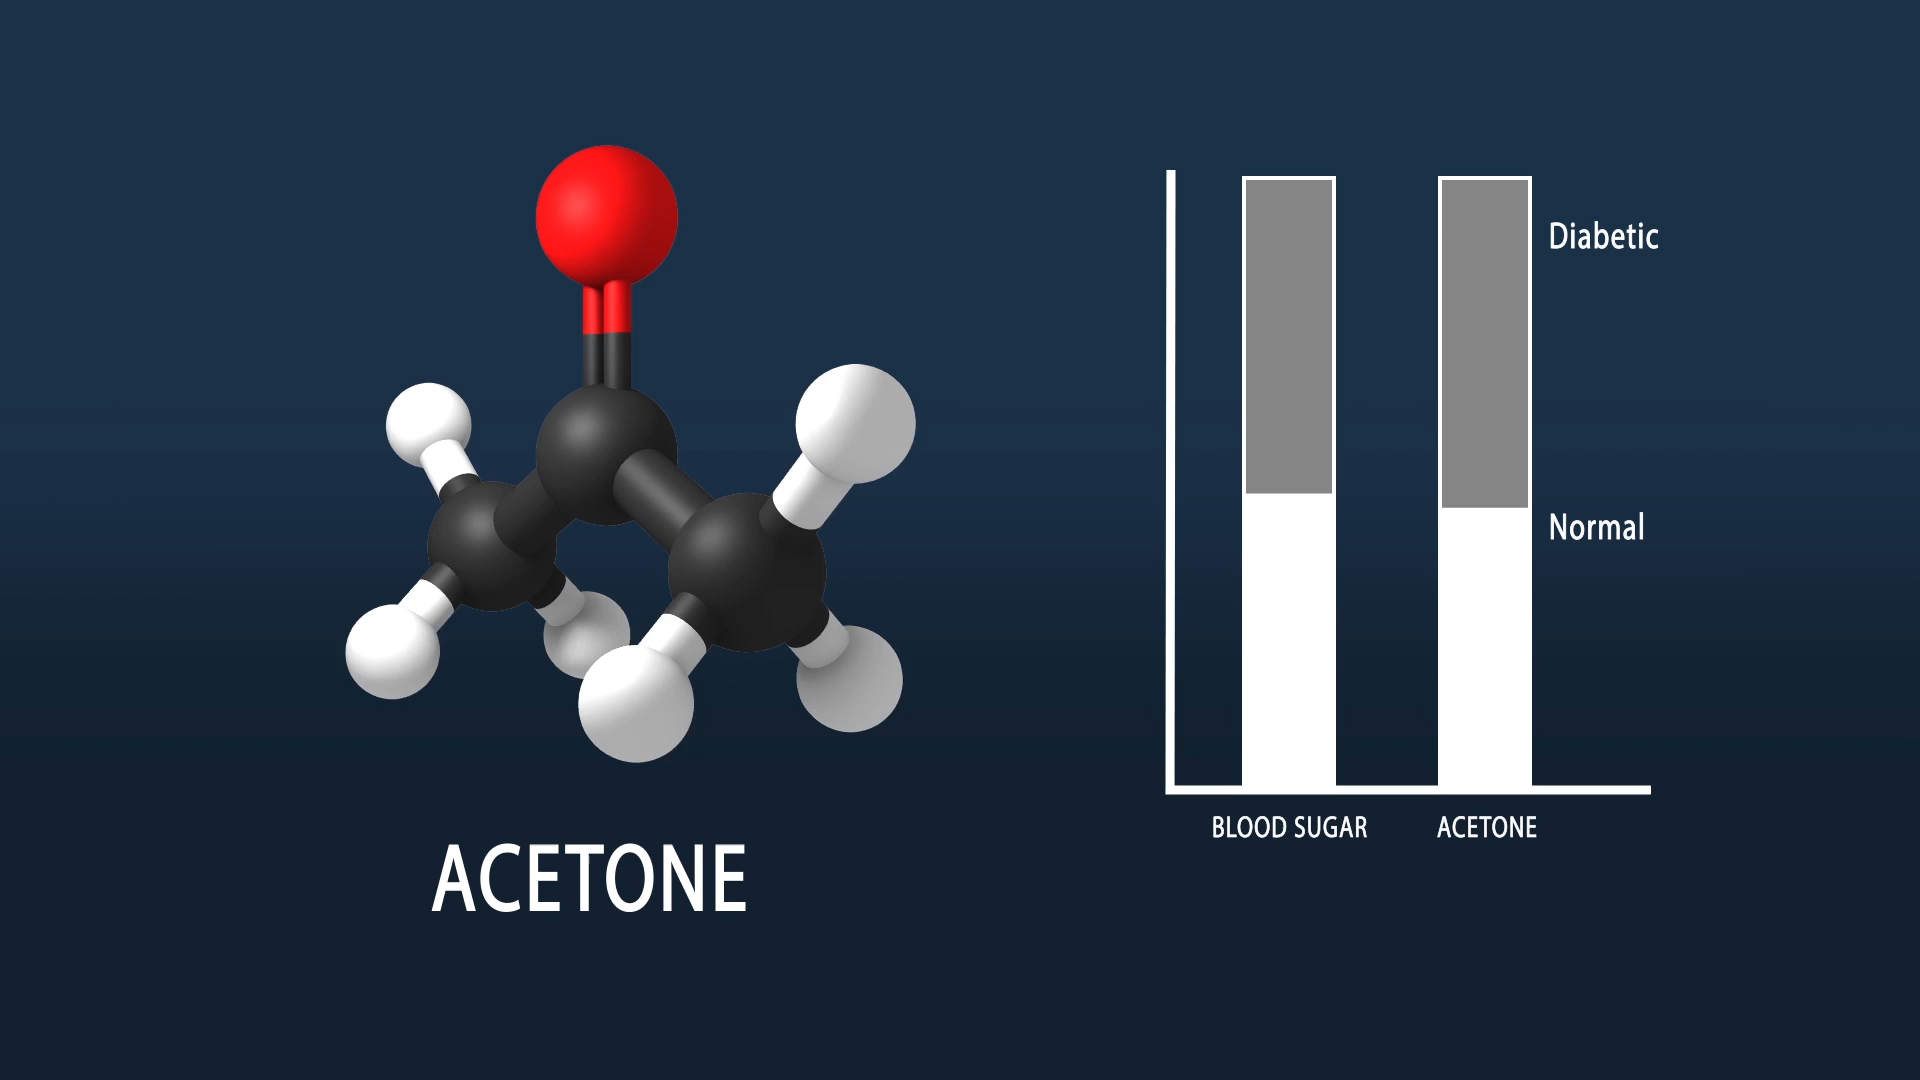 ACETONE
Diabetic
Normal
BLOOD SUGAR
ACETONE